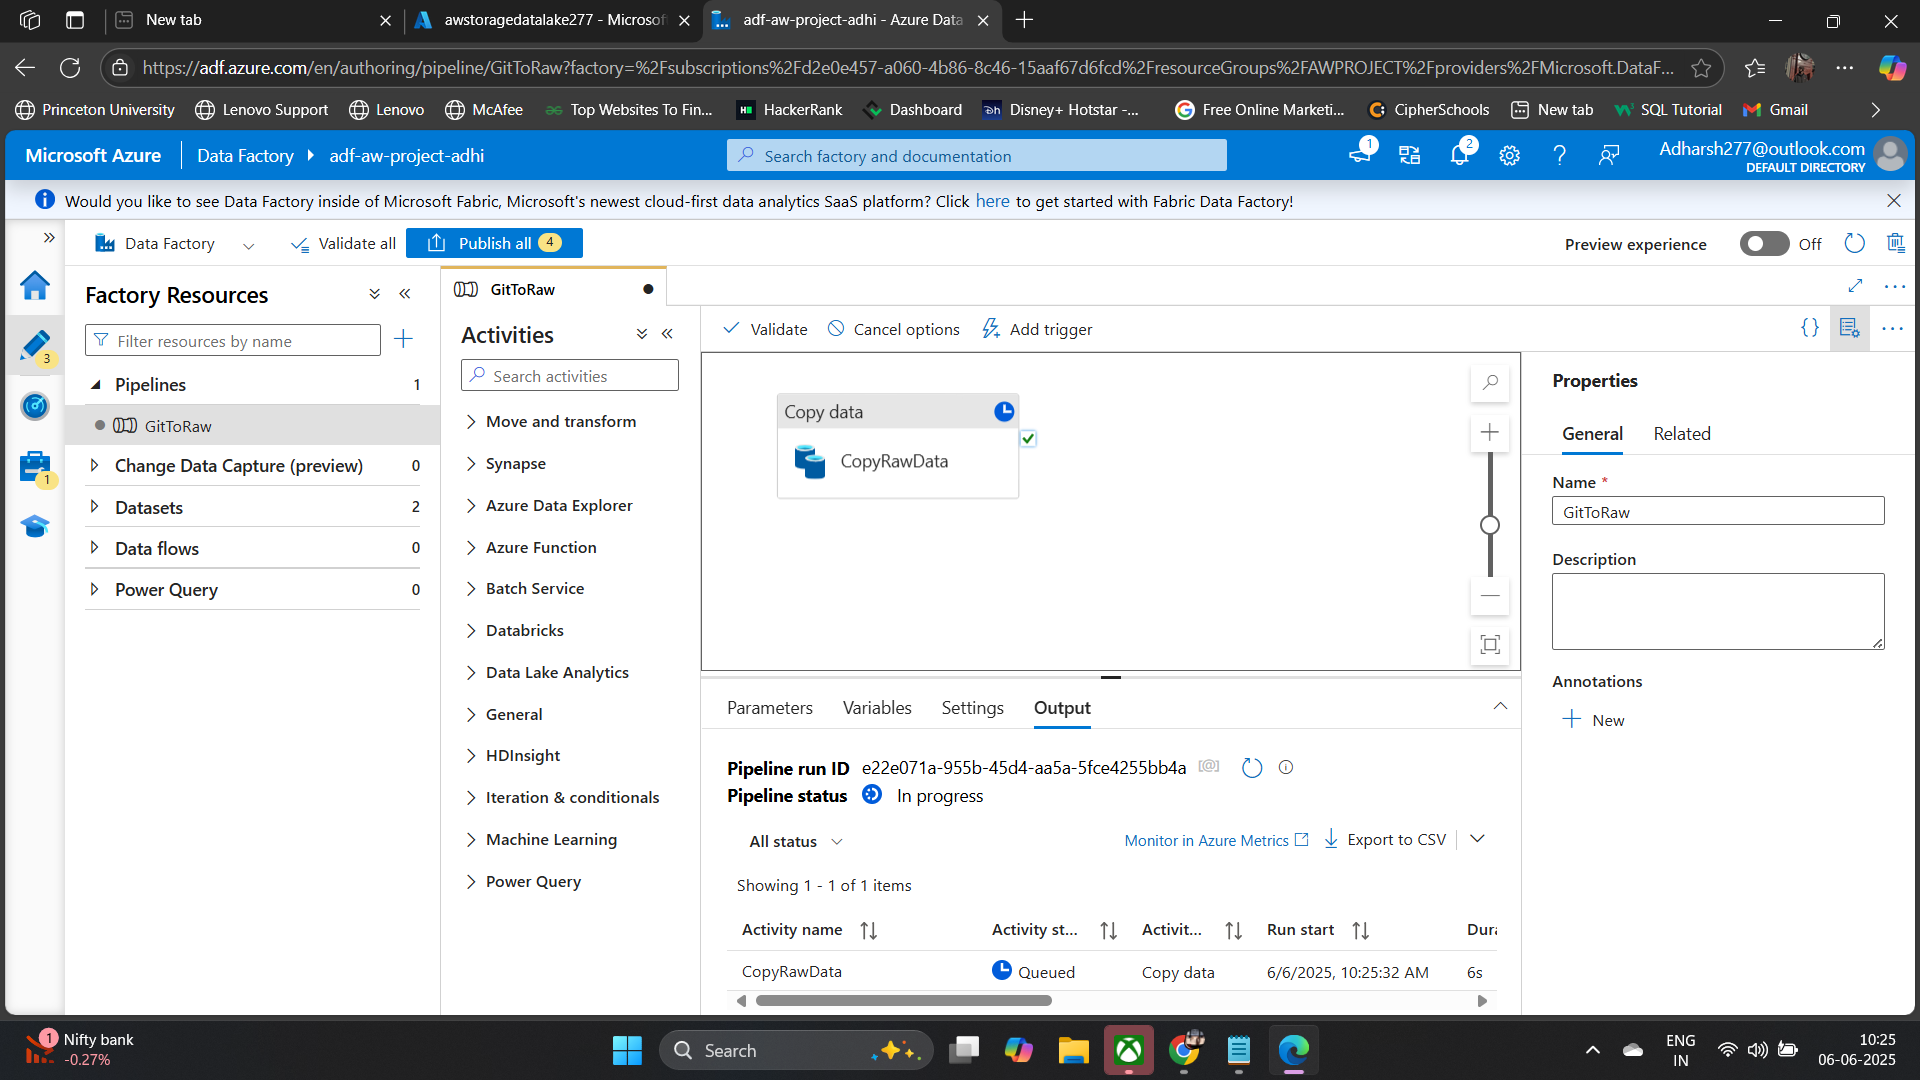 New tab
awstoragedatalake277 - Microsof
adf-aw-project-adhi - Azure Data
https://adf.azure.com/en/authoring/pipeline/GitToRaw?factory=%2Fsubscriptions%2Fd2e0e457-a060-4b86-8c46-15aaf67d6fcd%2FresourceGroups%2FAWPROJECT%2Fproviders%2FMicrosoft.DataF...
Princeton University
Lenovo Support
Lenovo
McAfee
Top Websites To Fin...
HackerRank
Dashboard
Disney+ Hotstar -...
Free Online Marketi...
CipherSchools
New tab
SQL Tutorial
Gmail
Microsoft Azure
Data Factory
adf-aw-project-adhi
Search factory and documentation
1
2
Adharsh277@outlook.com
DEFAULT DIRECTORY
Would you like to see Data Factory inside of Microsoft Fabric, Microsoft's newest cloud-first data analytics SaaS platform? Click here to get started with Fabric Data Factory!
Data Factory
Validate all
Publish all 4
Preview experience
Off
3
1
Factory Resources
Filter resources by name
Pipelines 1
GitToRaw
Change Data Capture (preview) 0
Datasets 2
Data flows 0
Power Query 0
GitToRaw
Activities
Search activities
Move and transform
Synapse
Azure Data Explorer
Azure Function
Batch Service
Databricks
Data Lake Analytics
General
HDInsight
Iteration & conditionals
Machine Learning
Power Query
Validate
Cancel options
Add trigger
{}
Copy data
CopyRawData
Parameters
Variables
Settings
Output
Pipeline run ID e22e071a-955b-45d4-aa5a-5fce4255bb4a [@]
Pipeline status In progress
All status
Monitor in Azure Metrics
Export to CSV
Showing 1 - 1 of 1 items
Activity name
Activity st...
Activit...
Run start
Dura
CopyRawData
Queued
Copy data
6/6/2025, 10:25:32 AM
6s
Properties
General
Related
Name *
GitToRaw
Description
Annotations
New
1
Nifty bank
-0.27%
Search
ENG
IN
10:25
06-06-2025